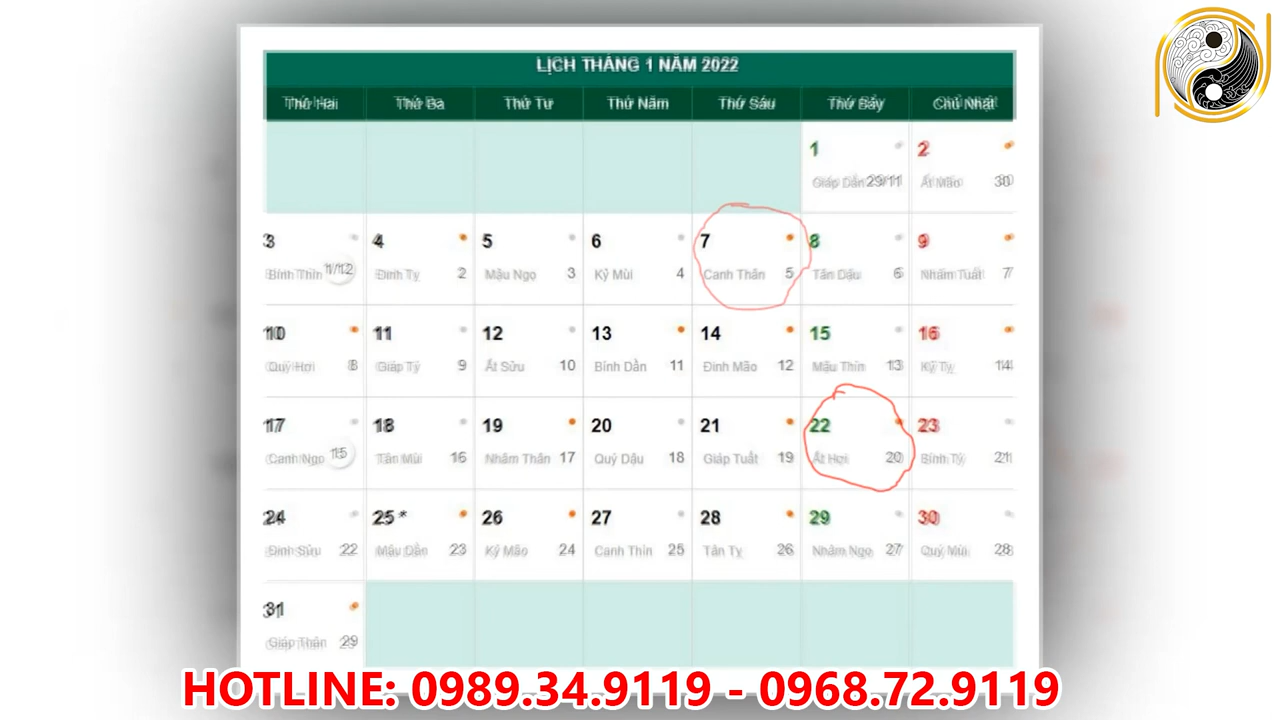 LỊCH THÁNG 1 NĂM 2022
Thứ Hai Thứ Ba Thứ Tư Thứ Năm Thứ Sáu Thứ Bẩy Chủ Nhật
1 2
Giáp Dần 29/11 Ất Mão 30
3 4 5 6 7 8 9
Bính Thìn 1/12 Đinh Tỵ 2 Mậu Ngọ 3 Kỷ Mùi 4 Canh Thân 5 Tân Dậu 6 Nhâm Tuất 7
10 11 12 13 14 15 16
Quý Hợi 8 Giáp Tý 9 Ất Sửu 10 Bính Dần 11 Đinh Mão 12 Mậu Thìn 13 Kỷ Tỵ 14
17 18 19 20 21 22 23
Canh Ngọ 15 Tân Mùi 16 Nhâm Thân 17 Quý Dậu 18 Giáp Tuất 19 Ất Hợi 20 Bính Tý 21
24 25 * 26 27 28 29 30
Đinh Sửu 22 Mậu Dần 23 Kỷ Mão 24 Canh Thìn 25 Tân Tỵ 26 Nhâm Ngọ 27 Quý Mùi 28
31
Giáp Thân 29
HOTLINE: 0989.34.9119 - 0968.72.9119